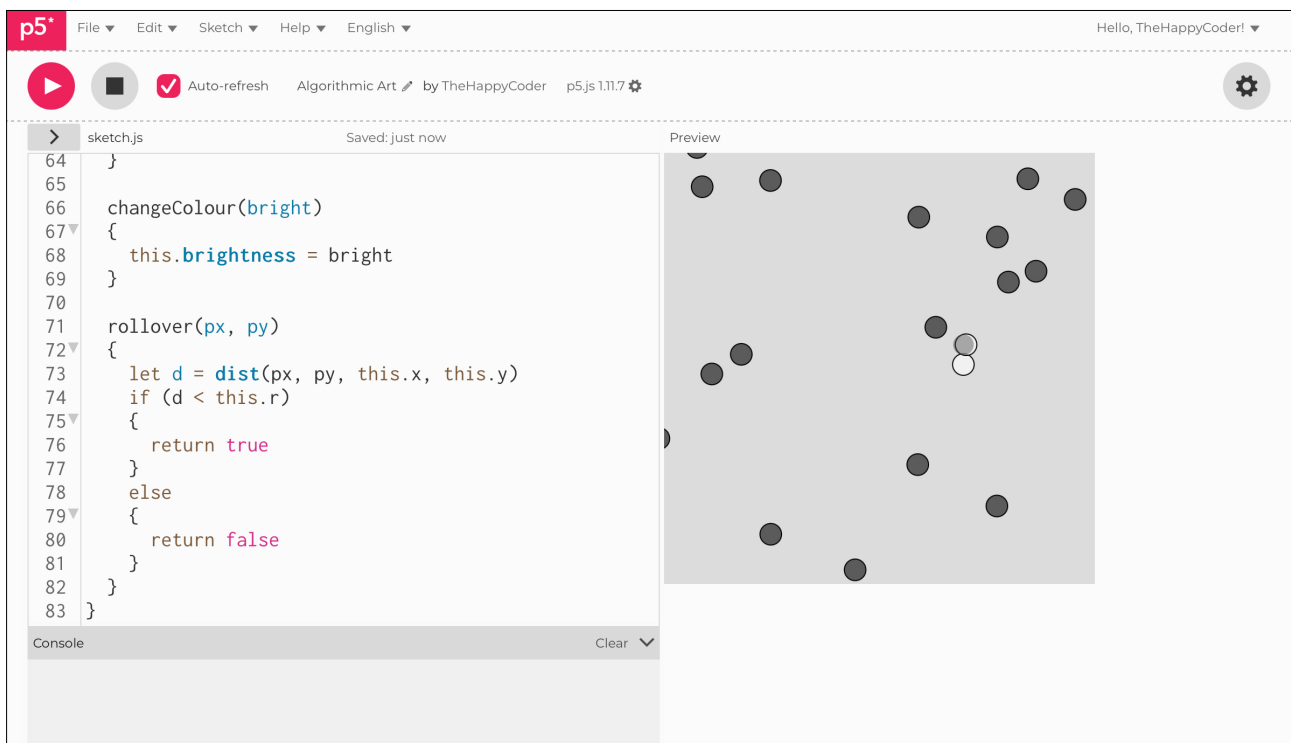 p5* File Edit Sketch Help English Hello, TheHappyCoder!
Auto-refresh Algorithmic Art by TheHappyCoder p5.js 1.11.7
sketch.js Saved: just now Preview
64 }
65
66 changeColour(bright)
67 {
68 this.brightness = bright
69 }
70
71 rollover(px, py)
72 {
73 let d = dist(px, py, this.x, this.y)
74 if (d < this.r)
75 {
76 return true
77 }
78 else
79 {
80 return false
81 }
82 }
83 }
Console Clear